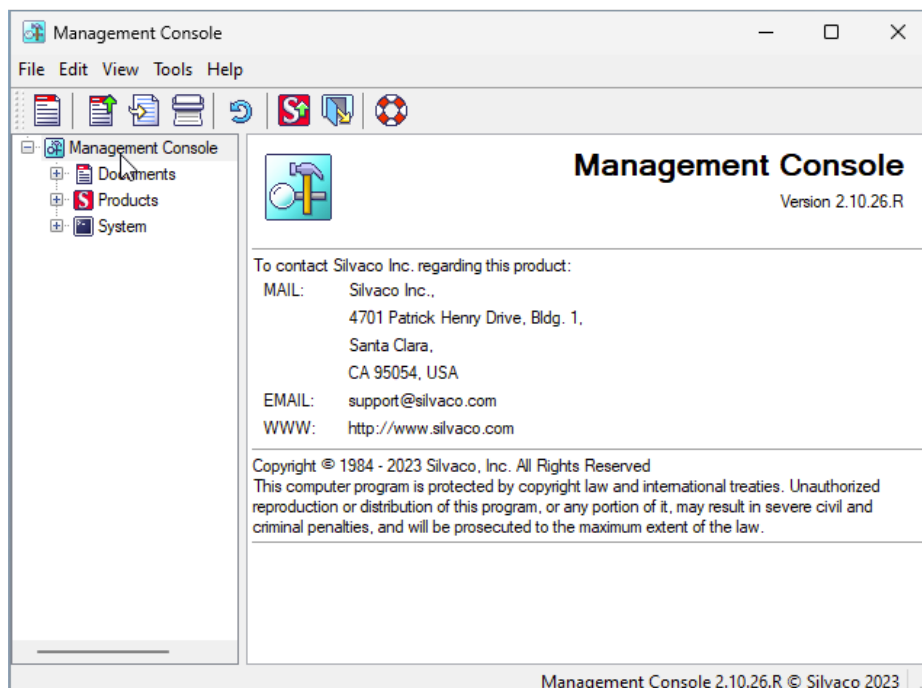 Management Console
File Edit View Tools Help
Management Console
Documents
Products
System
Management Console
Version 2.10.26.R
To contact Silvaco Inc. regarding this product:
MAIL: Silvaco Inc.,
4701 Patrick Henry Drive, Bldg. 1,
Santa Clara,
CA 95054, USA
EMAIL: support@silvaco.com
WWW: http://www.silvaco.com
Copyright © 1984 - 2023 Silvaco, Inc. All Rights Reserved
This computer program is protected by copyright law and international treaties. Unauthorized
reproduction or distribution of this program, or any portion of it, may result in severe civil and
criminal penalties, and will be prosecuted to the maximum extent of the law.
Management Console 2.10.26.R © Silvaco 2023